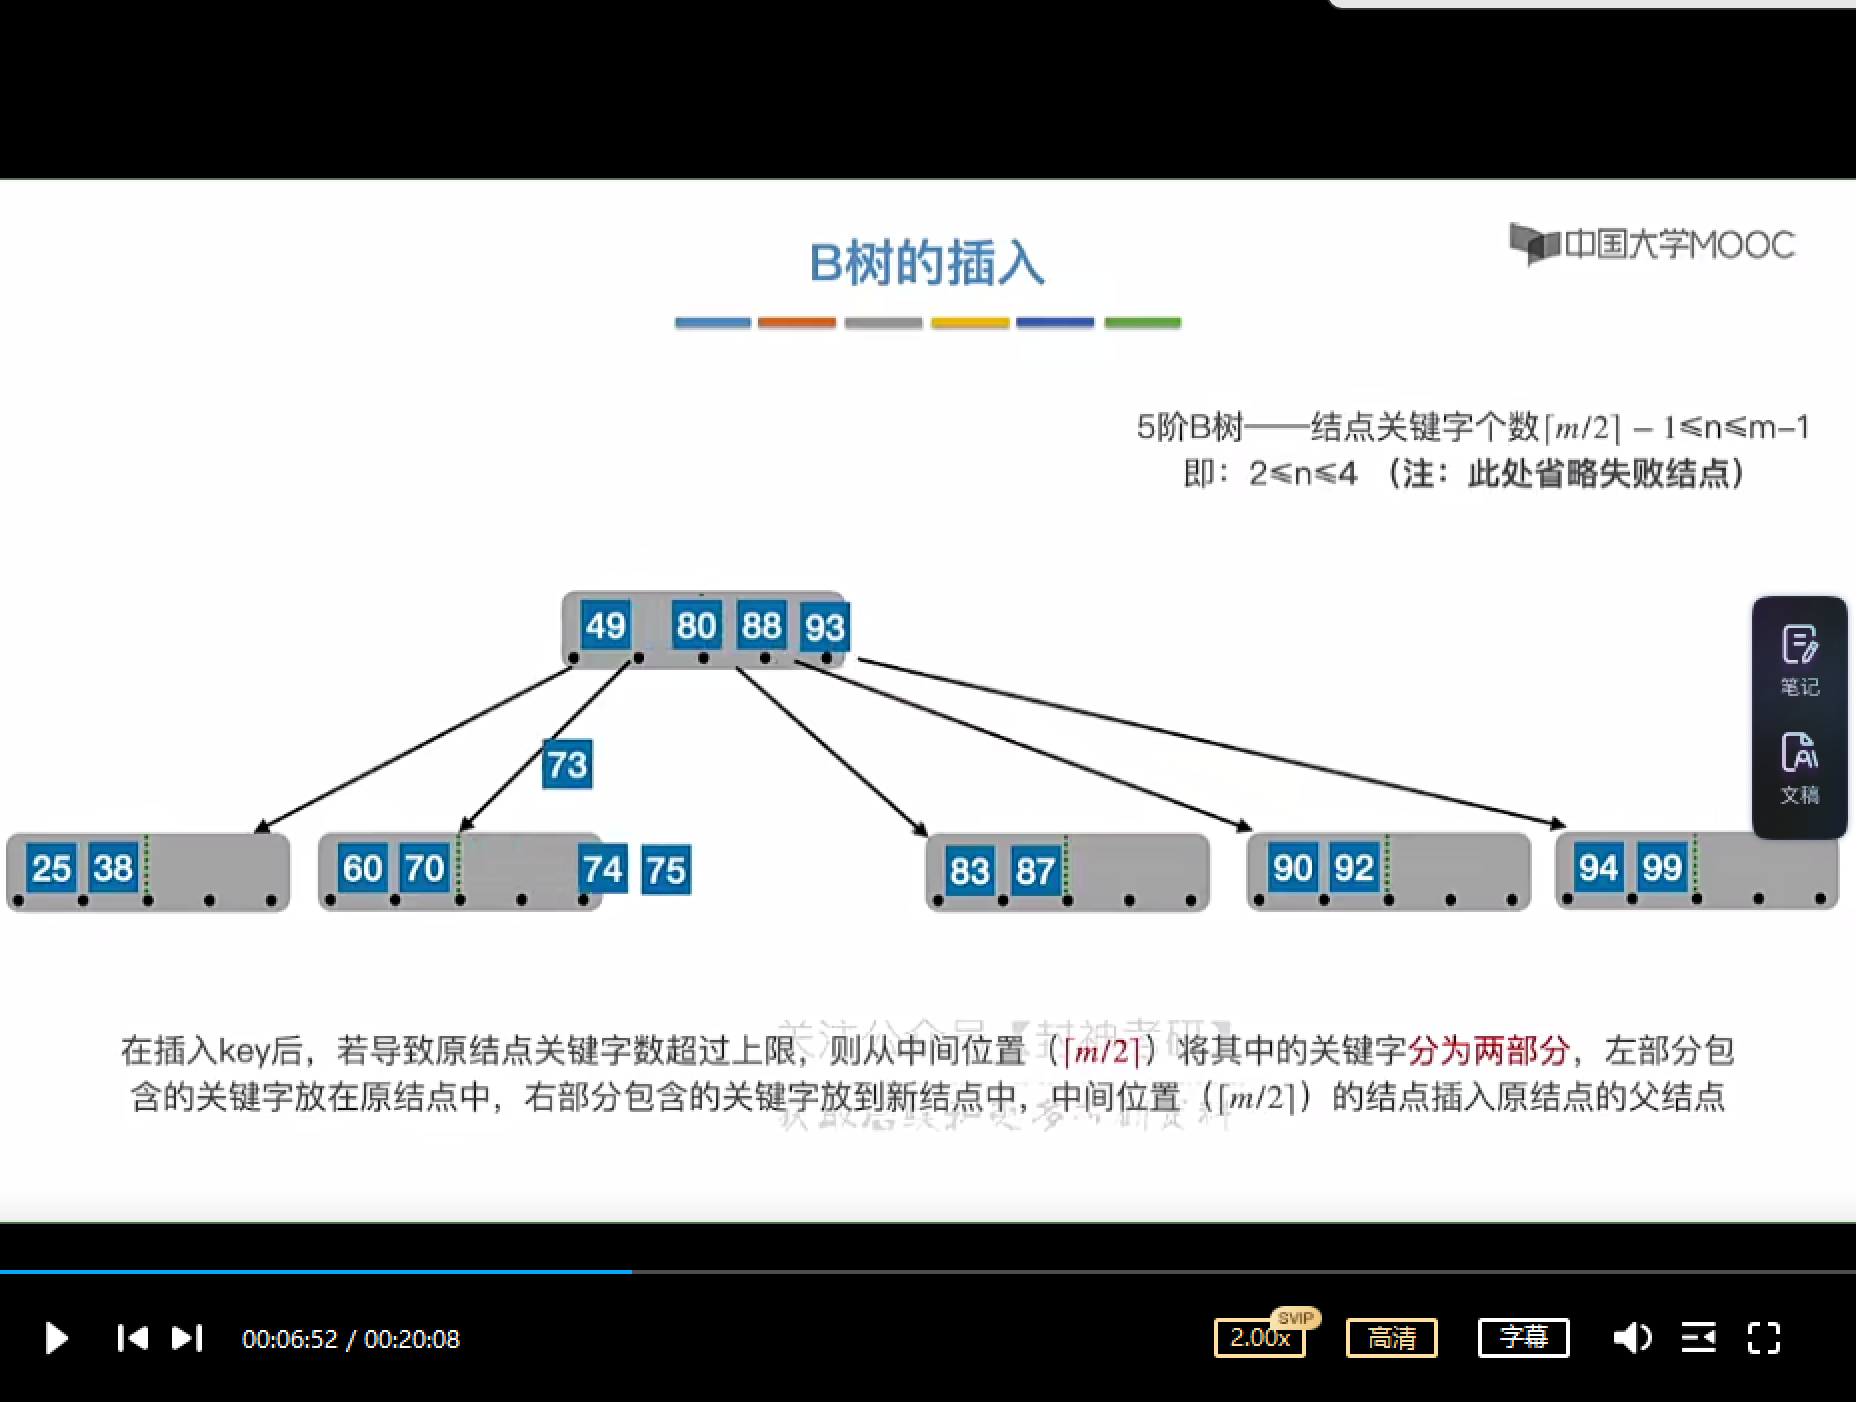 B树的插入
中国大学MOOC
5阶B树——结点关键字个数⌈m/2⌉ − 1≤n≤m–1
即：2≤n≤4 （注：此处省略失败结点）
49 80 88 93
笔记
73
文稿
25 38 60 70 74 75 83 87 90 92 94 99
关注公众号【封神考研】
在插入key后，若导致原结点关键字数超过上限，则从中间位置（⌈m/2⌉）将其中的关键字分为两部分，左部分包
含的关键字放在原结点中，右部分包含的关键字放到新结点中，中间位置（⌈m/2⌉）的结点插入原结点的父结点
00:06:52 / 00:20:08
SVIP
2.00x 高清 字幕